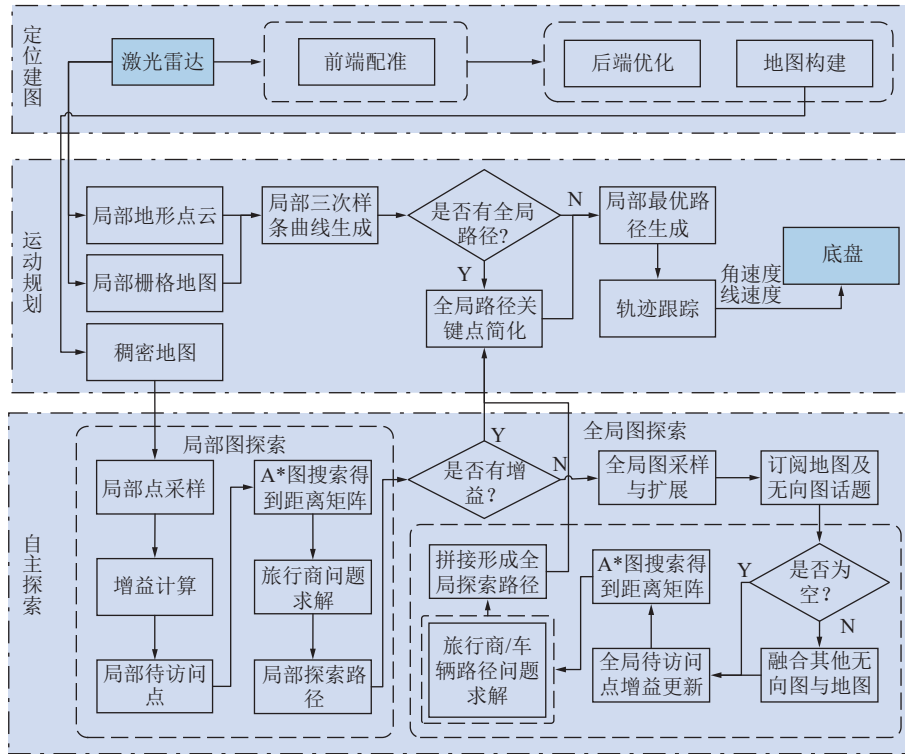 定位建图
激光雷达
前端配准
后端优化
地图构建
运动规划
局部地形点云
局部栅格地图
稠密地图
局部三次样
条曲线生成
是否有全局
路径?
N
Y
全局路径关
键点简化
局部最优路
径生成
轨迹跟踪
角速度
线速度
底盘
自主探索
局部图探索
局部点采样
增益计算
局部待访问
点
A*图搜索得
到距离矩阵
旅行商问题
求解
局部探索路
径
Y
是否有增
益?
N
全局图探索
全局图采样
与扩展
订阅地图及
无向图话题
是否为
空?
Y
N
融合其他无
向图与地图
全局待访问
点增益更新
A*图搜索得
到距离矩阵
旅行商/车
辆路径问题
求解
拼接形成全
局探索路径